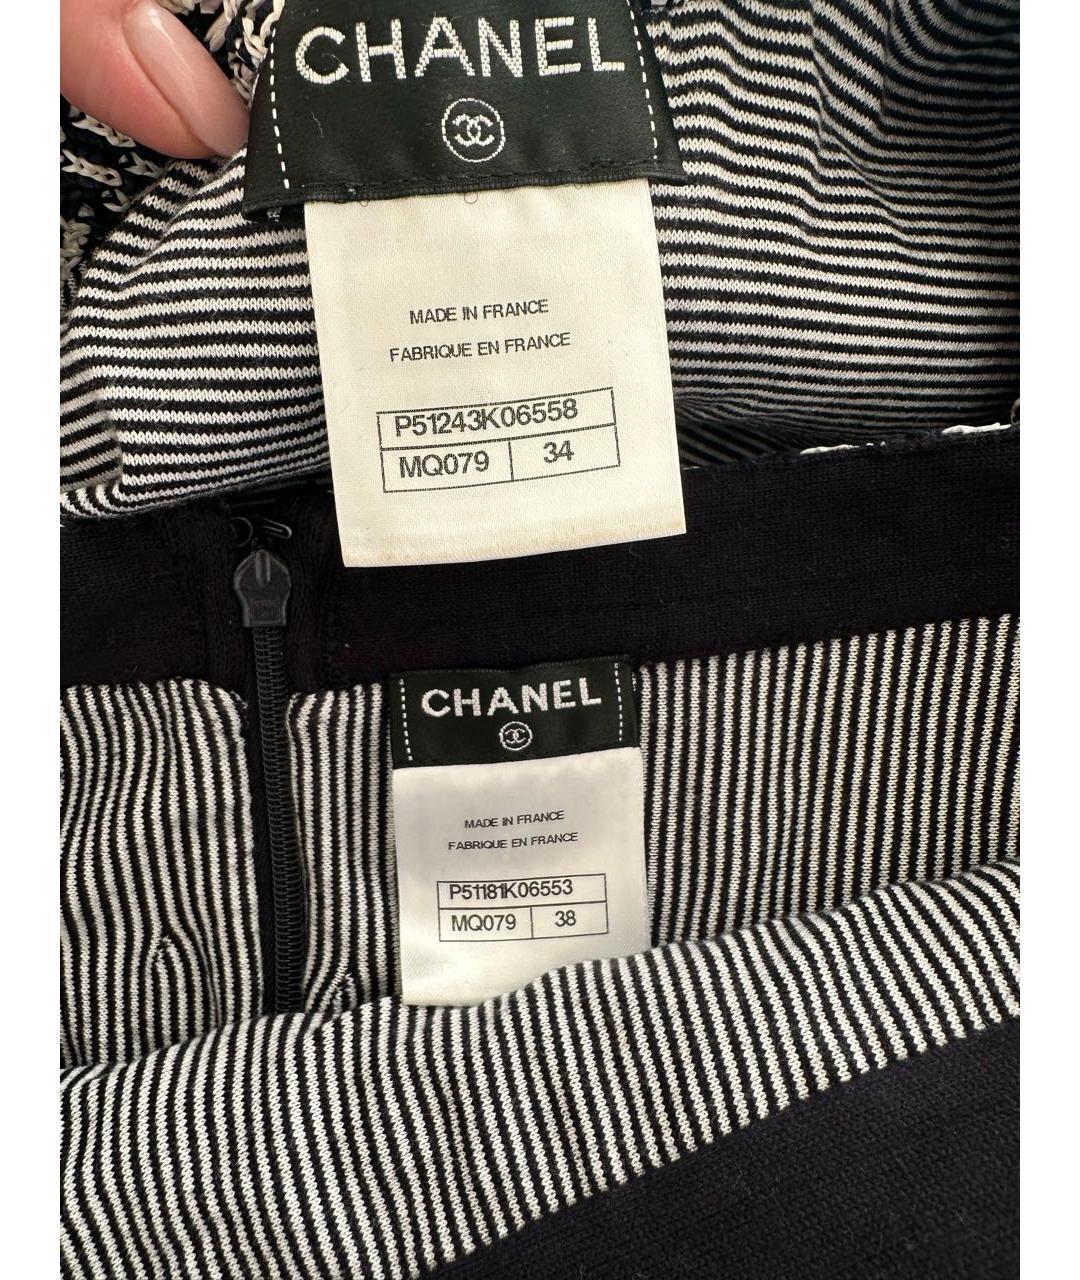 CHANEL
MADE IN FRANCE
FABRIQUE EN FRANCE
P51243K06558
MQ079 34
CHANEL
MADE IN FRANCE
FABRIQUE EN FRANCE
P51181K06553
MQ079 38